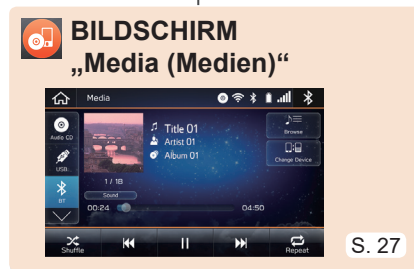 BILDSCHIRM
„Media (Medien)“
Media
Audio CD
USB
BT
Title 01
Artist 01
Album 01
Browse
Change Device
1 / 18
Sound
00:24
04:50
Shuffle
Repeat
S. 27